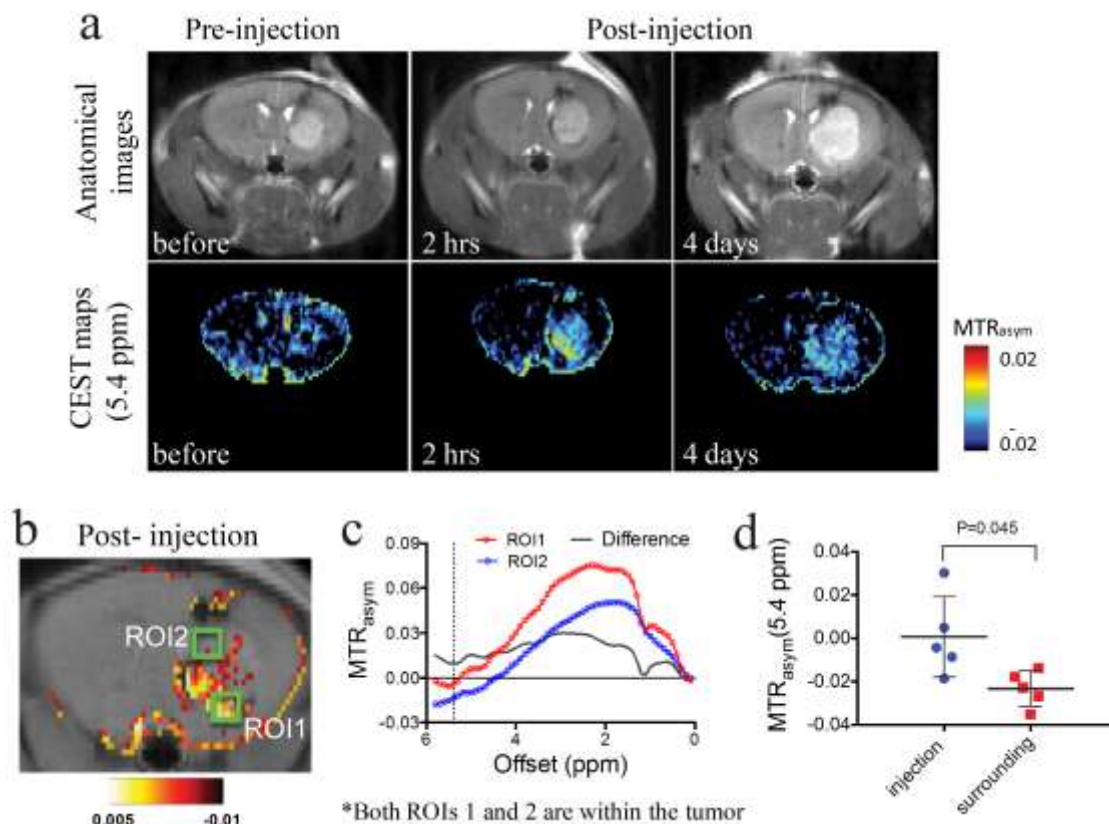 a
Pre-injection
Post-injection
Anatomical
images
before
2 hrs
4 days
CEST maps
(5.4 ppm)
before
2 hrs
4 days
MTRasym
0.02
-
0.02
b
Post- injection
ROI2
ROI1
0.005
-0.01
c
ROI1
ROI2
Difference
MTRasym
0.09
0.06
0.03
0.00
-0.03
6
4
2
0
Offset (ppm)
*Both ROIs 1 and 2 are within the tumor
d
P=0.045
MTRasym(5.4 ppm)
0.04
0.02
0.00
-0.02
-0.04
injection
surrounding